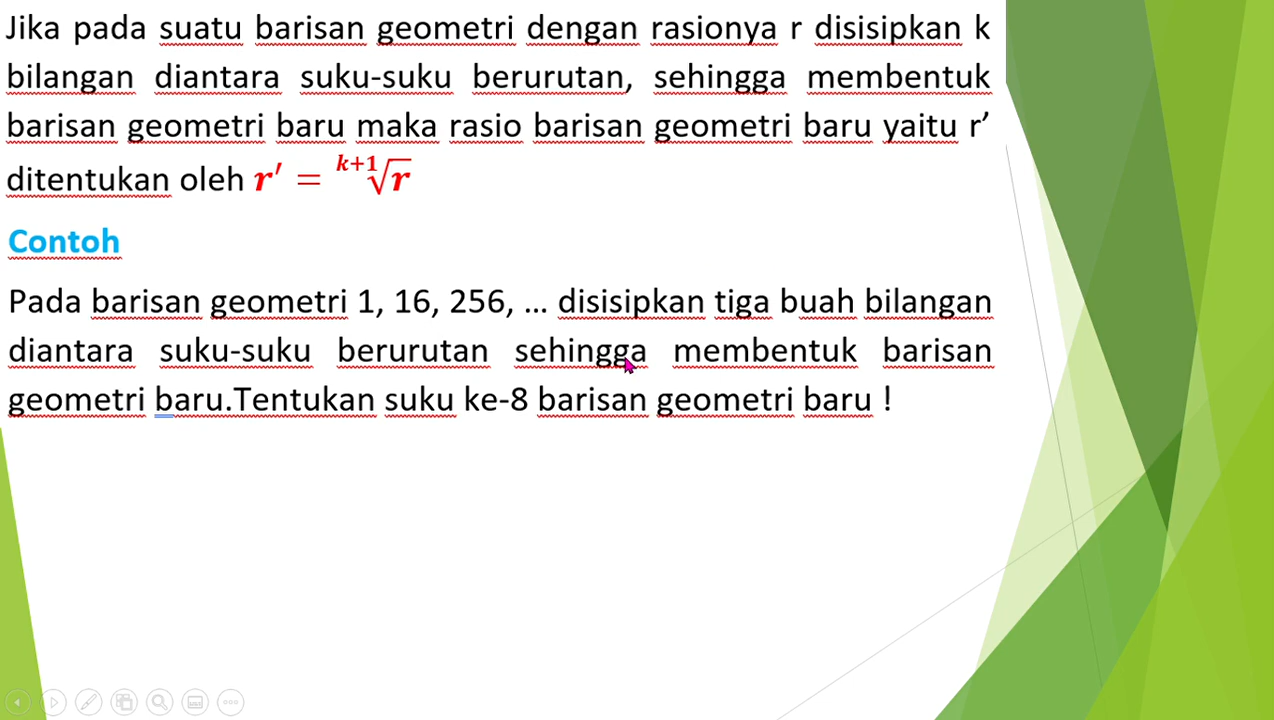 Jika pada suatu barisan geometri dengan rasionya r disisipkan k
bilangan diantara suku-suku berurutan, sehingga membentuk
barisan geometri baru maka rasio barisan geometri baru yaitu r’
ditentukan oleh r′ = ᵏ⁺¹√r
Contoh
Pada barisan geometri 1, 16, 256, ... disisipkan tiga buah bilangan
diantara suku-suku berurutan sehingga membentuk barisan
geometri baru.Tentukan suku ke-8 barisan geometri baru !